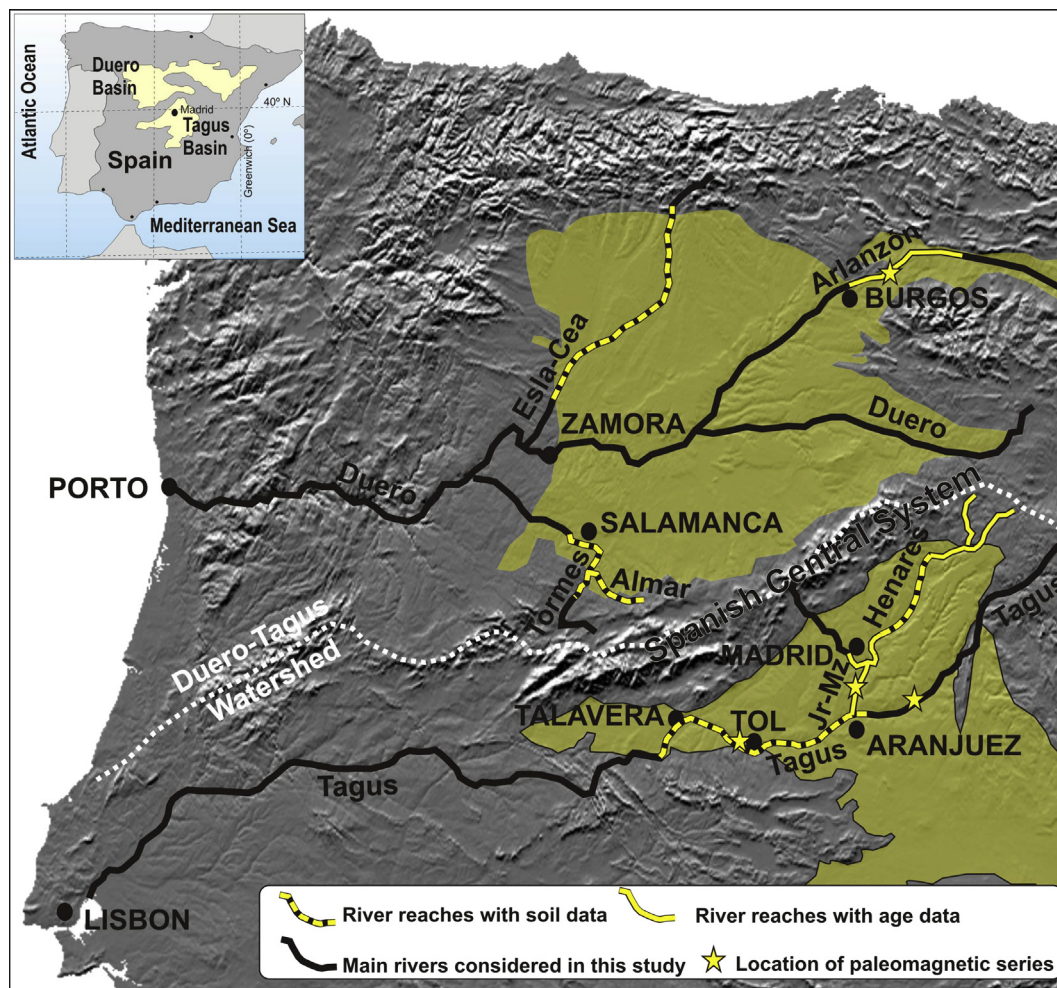 Atlantic Ocean
Duero
Basin
Madrid
40º N
Tagus
Basin
Spain
Greenwich (0º)
Mediterranean Sea
Arlanzón
BURGOS
Esla-Cea
ZAMORA
Duero
PORTO
Duero
SALAMANCA
Tormes
Almar
Spanish Central System
Henares
Tagus
Duero-Tagus
Watershed
MADRID
Jr-Mz
TALAVERA
TOL
Tagus
ARANJUEZ
Tagus
LISBON
River reaches with soil data
River reaches with age data
Main rivers considered in this study
Location of paleomagnetic series